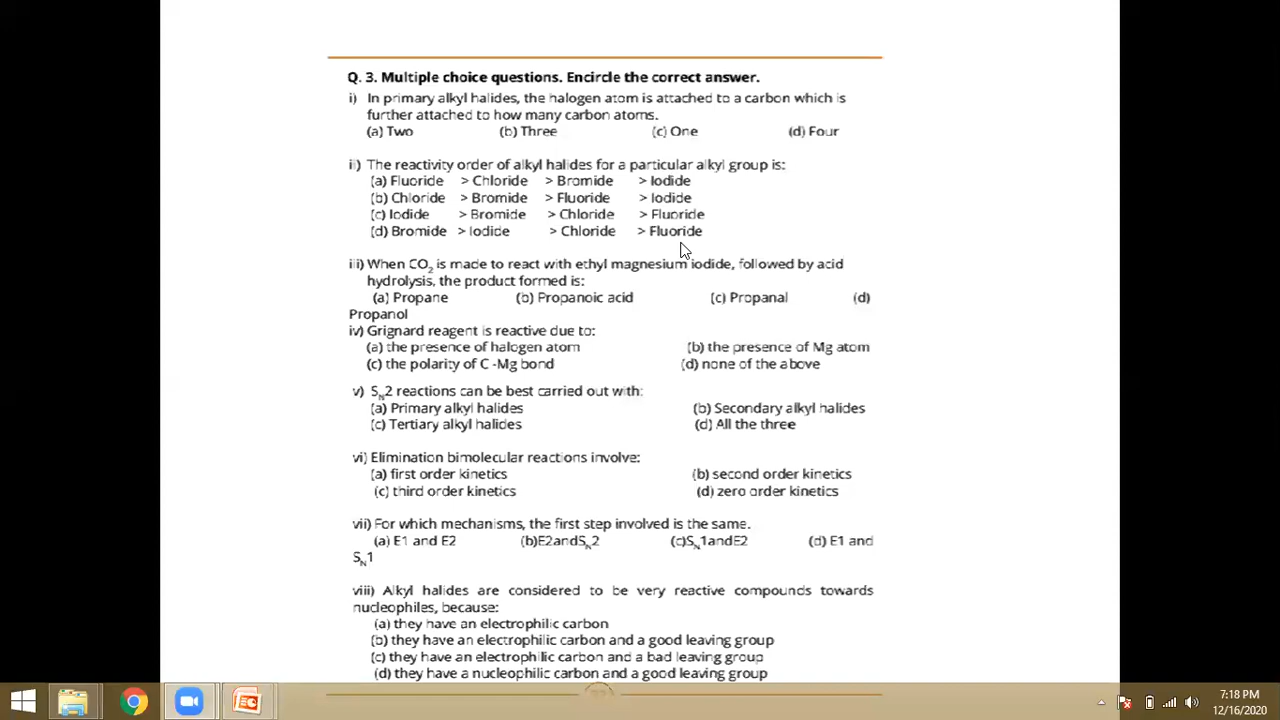 Q. 3. Multiple choice questions. Encircle the correct answer.
i) In primary alkyl halides, the halogen atom is attached to a carbon which is
further attached to how many carbon atoms.
(a) Two (b) Three (c) One (d) Four
ii) The reactivity order of alkyl halides for a particular alkyl group is:
(a) Fluoride > Chloride > Bromide > Iodide
(b) Chloride > Bromide > Fluoride > Iodide
(c) Iodide > Bromide > Chloride > Fluoride
(d) Bromide > Iodide > Chloride > Fluoride
iii) When CO₂ is made to react with ethyl magnesium iodide, followed by acid
hydrolysis, the product formed is:
(a) Propane (b) Propanoic acid (c) Propanal (d)
Propanol
iv) Grignard reagent is reactive due to:
(a) the presence of halogen atom (b) the presence of Mg atom
(c) the polarity of C -Mg bond (d) none of the above
v) SN2 reactions can be best carried out with:
(a) Primary alkyl halides (b) Secondary alkyl halides
(c) Tertiary alkyl halides (d) All the three
vi) Elimination bimolecular reactions involve:
(a) first order kinetics (b) second order kinetics
(c) third order kinetics (d) zero order kinetics
vii) For which mechanisms, the first step involved is the same.
(a) E1 and E2 (b)E2andSN2 (c)SN1andE2 (d) E1 and
SN1
viii) Alkyl halides are considered to be very reactive compounds towards
nucleophiles, because:
(a) they have an electrophilic carbon
(b) they have an electrophilic carbon and a good leaving group
(c) they have an electrophilic carbon and a bad leaving group
(d) they have a nucleophilic carbon and a good leaving group
7:18 PM
12/16/2020